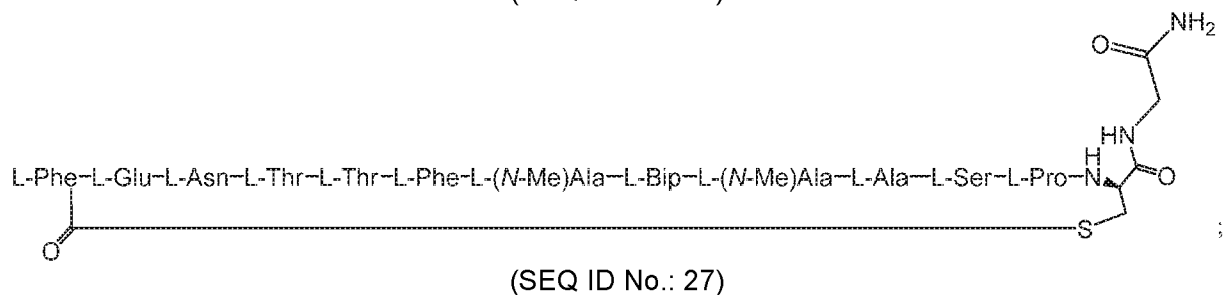 NH2
O
HN
H
L-Phe-L-Glu-L-Asn-L-Thr-L-Thr-L-Phe-L-(N-Me)Ala-L-Bip-L-(N-Me)Ala-L-Ala-L-Ser-L-Pro-N
O
O
S
;
(SEQ ID No.: 27)